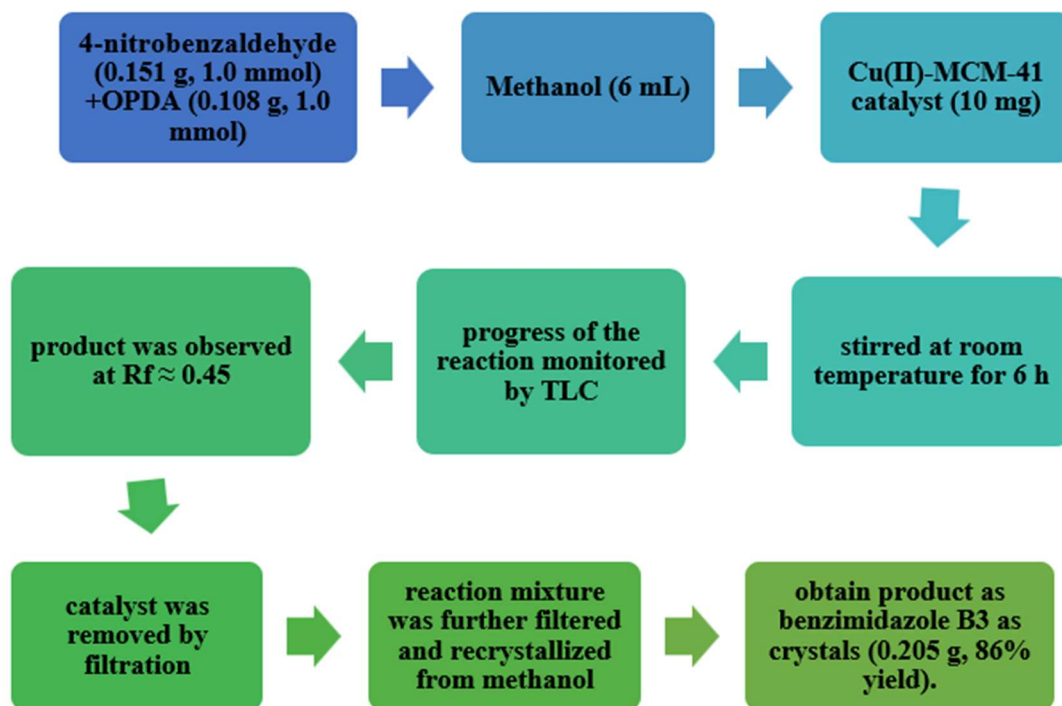 4-nitrobenzaldehyde
(0.151 g, 1.0 mmol)
+OPDA (0.108 g, 1.0
mmol)
Methanol (6 mL)
Cu(II)-MCM-41
catalyst (10 mg)
stirred at room
temperature for 6 h
progress of the
reaction monitored
by TLC
product was observed
at Rf ≈ 0.45
catalyst was
removed by
filtration
reaction mixture
was further filtered
and recrystallized
from methanol
obtain product as
benzimidazole B3 as
crystals (0.205 g, 86%
yield).